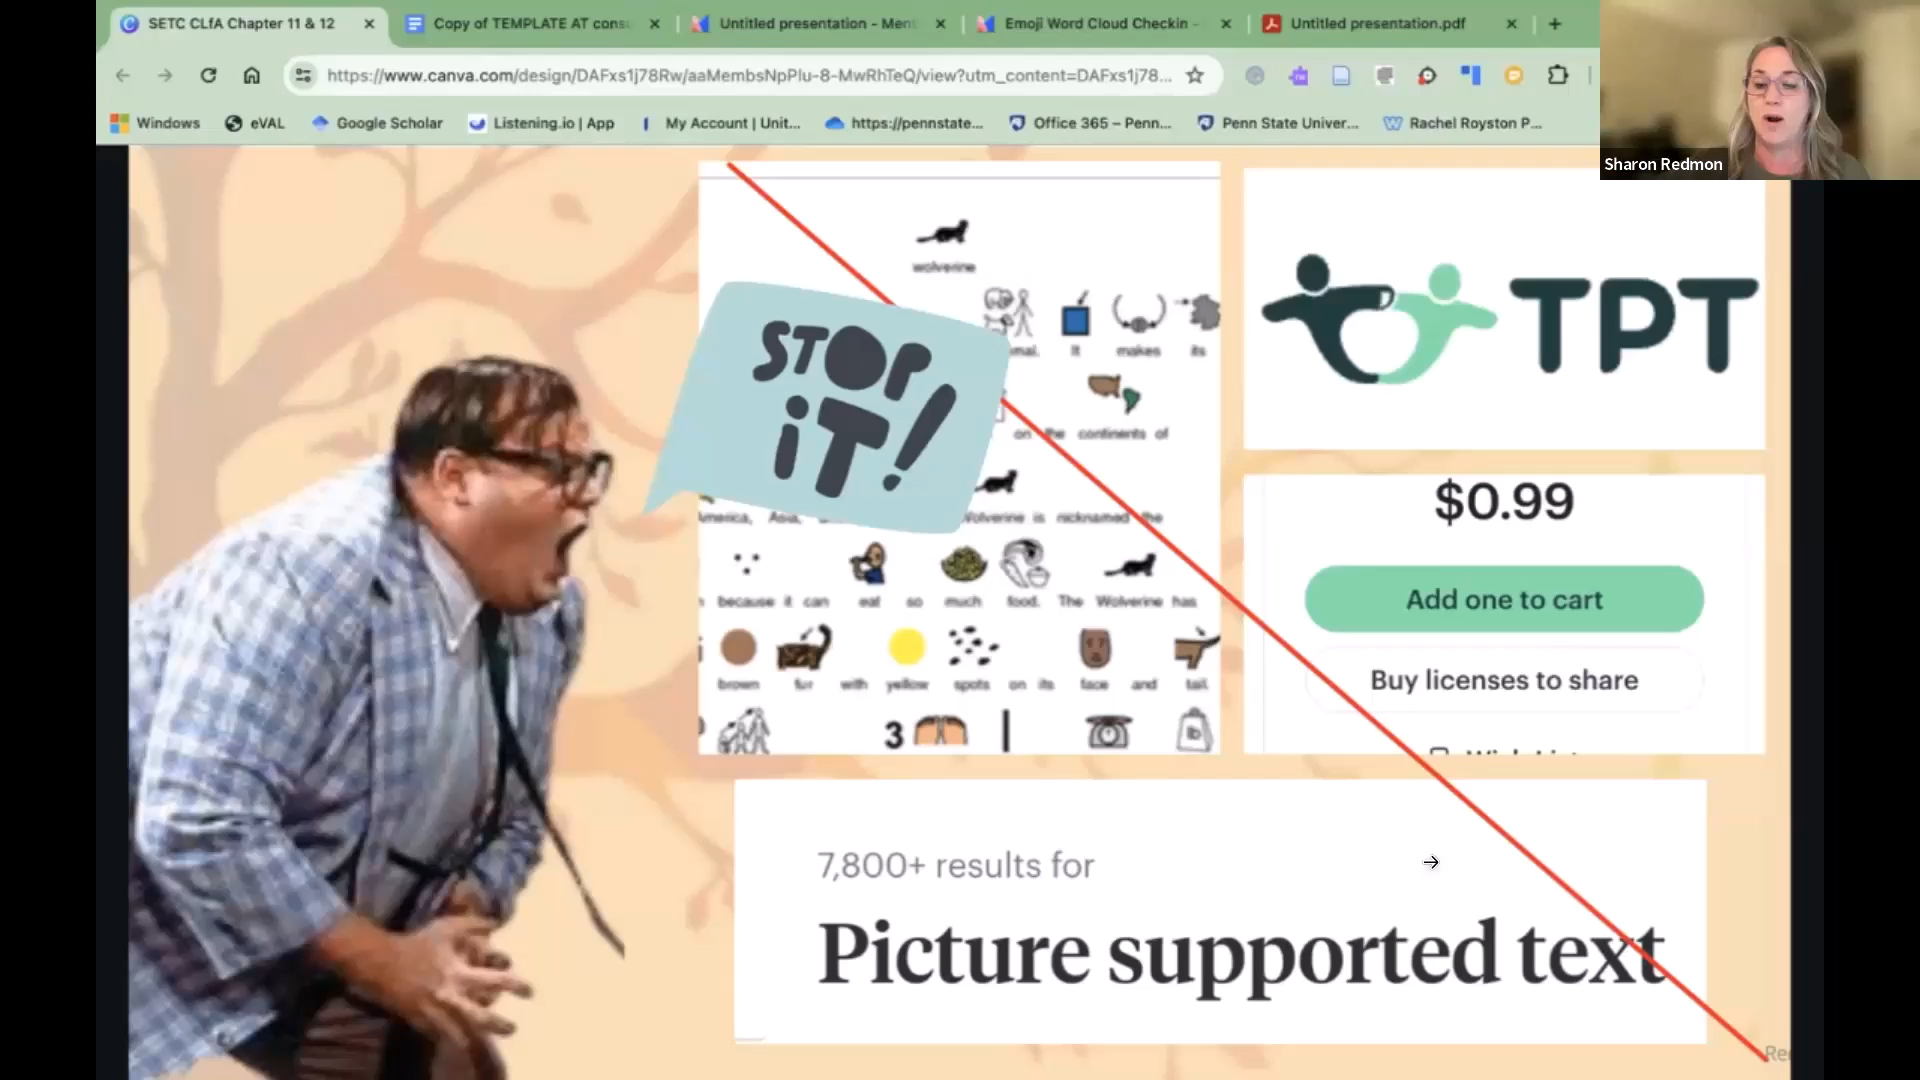 SETC CLfA Chapter 11 & 12
Copy of TEMPLATE AT cons
Untitled presentation - Men
Emoji Word Cloud Checkin -
Untitled presentation.pdf
https://www.canva.com/design/DAFxs1j78Rw/aaMembsNpPlu-8-MwRhTeQ/view?utm_content=DAFxs1j78...
Windows
eVAL
Google Scholar
Listening.io | App
My Account | Unit...
https://pennstate...
Office 365 – Penn...
Penn State Univer...
Rachel Royston P...
Sharon Redmon
wolverine
It makes its
on the continents of
America, Asia,
Wolverine is nicknamed the
because it can eat so much food. The Wolverine has
brown fur with yellow spots on its face and tail.
3
lb
STOP
iT!
TPT
$0.99
Add one to cart
Buy licenses to share
7,800+ results for
Picture supported text